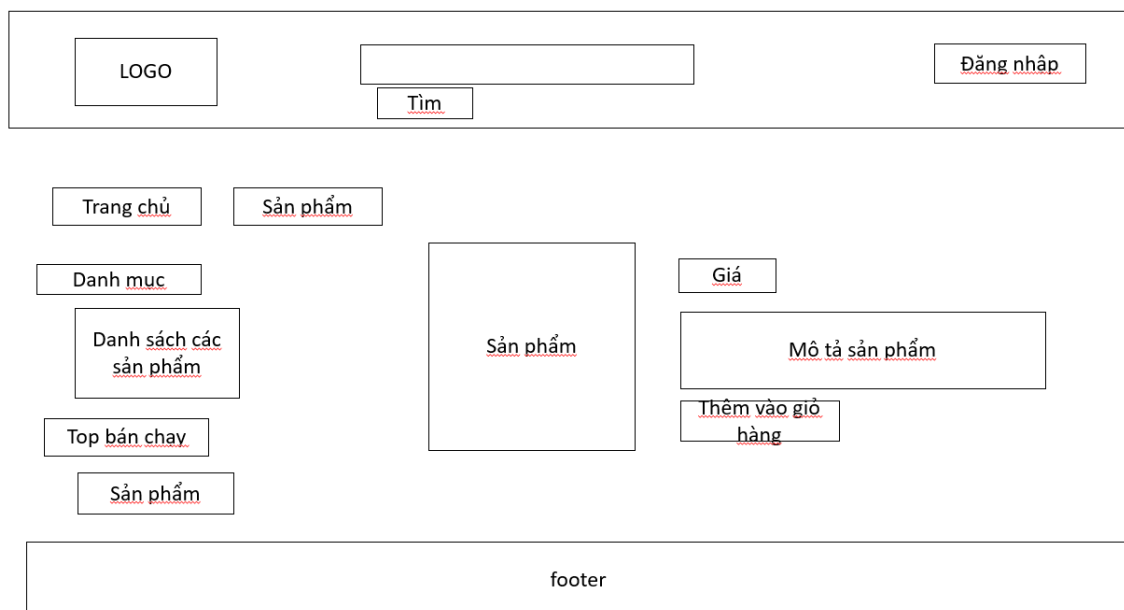 LOGO
Tìm
Đăng nhập
Trang chủ
Sản phẩm
Danh mục
Danh sách các
sản phẩm
Top bán chạy
Sản phẩm
Sản phẩm
Giá
Mô tả sản phẩm
Thêm vào giỏ
hàng
footer